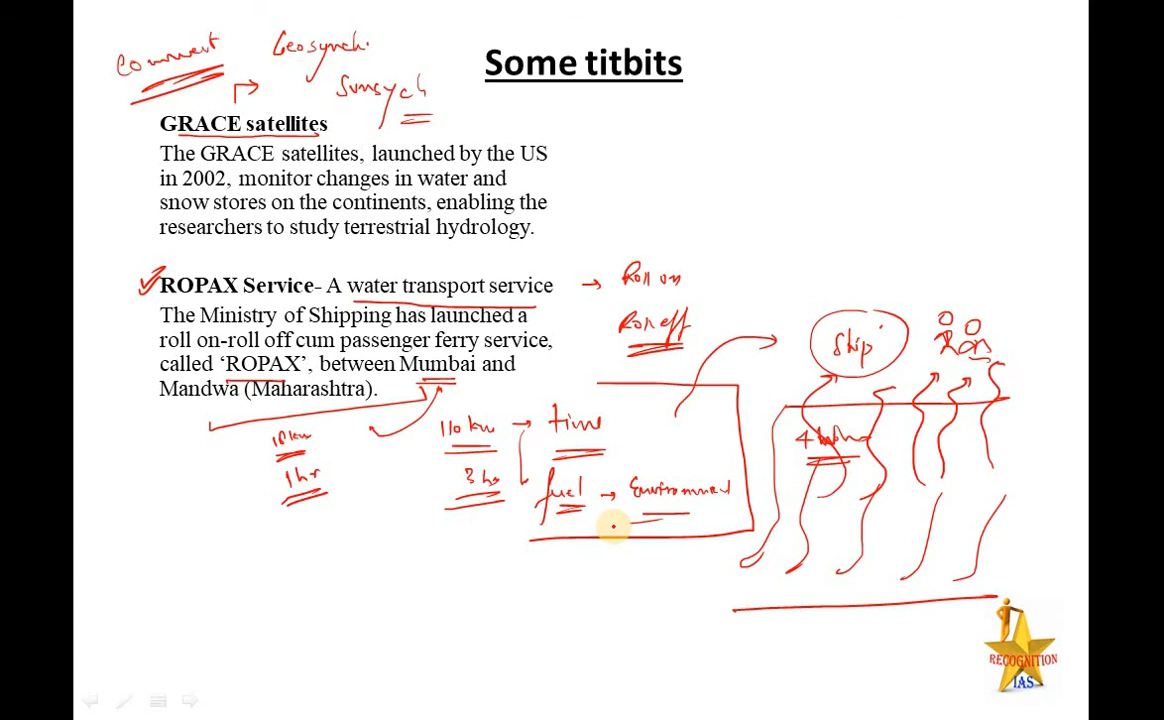 Comment
Geosynch.
Sunsych
Some titbits
GRACE satellites
The GRACE satellites, launched by the US
in 2002, monitor changes in water and
snow stores on the continents, enabling the
researchers to study terrestrial hydrology.
ROPAX Service- A water transport service
Roll on
Roll off
The Ministry of Shipping has launched a
roll on-roll off cum passenger ferry service,
called ‘ROPAX’, between Mumbai and
Mandwa (Maharashtra).
Ship
110 km
time
18 km
1 hr
3 hr
fuel
Environment
RECOGNITION
IAS